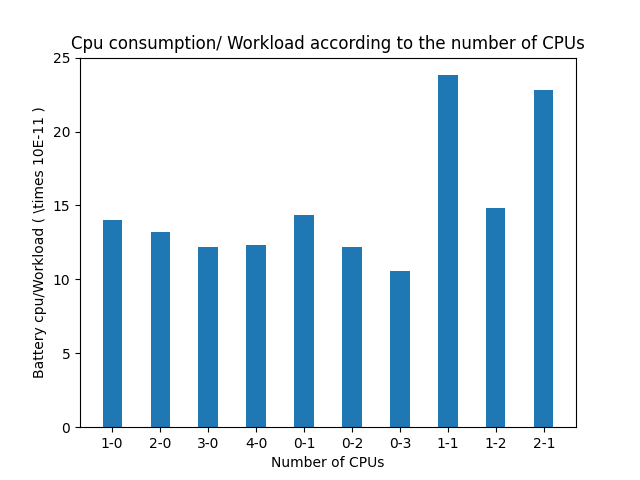 Cpu consumption/ Workload according to the number of CPUs
25
20
15
10
5
0
Battery cpu/Workload ( \times 10E-11 )
1-0 2-0 3-0 4-0 0-1 0-2 0-3 1-1 1-2 2-1
Number of CPUs